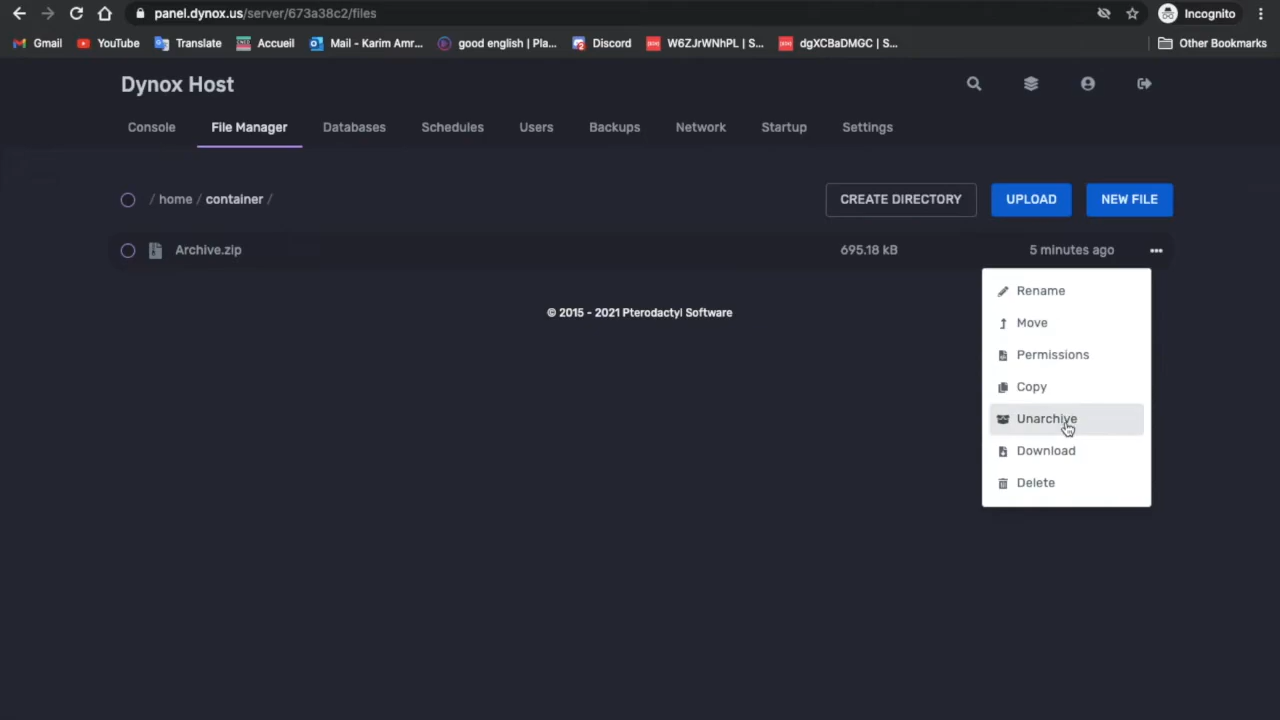 panel.dynox.us/server/673a38c2/files
Incognito
Gmail YouTube Translate Accueil Mail - Karim Amr... good english | Pla... Discord W6ZJrWNhPL | S... dgXCBaDMGC | S... Other Bookmarks
Dynox Host
Console File Manager Databases Schedules Users Backups Network Startup Settings
/ home / container / CREATE DIRECTORY UPLOAD NEW FILE
Archive.zip 695.18 kB 5 minutes ago
Rename
© 2015 - 2021 Pterodactyl Software
Move
Permissions
Copy
Unarchive
Download
Delete